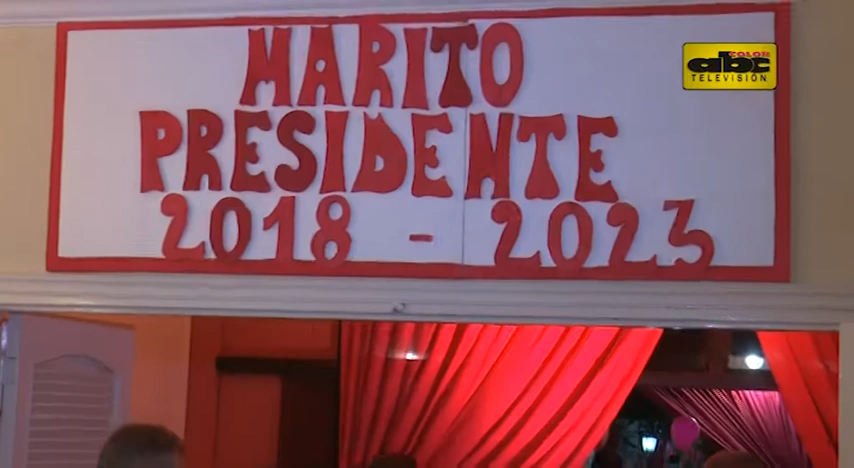 MARITO
PRESIDENTE
2018 - 2023
COLOR
abc
TELEVISIÓN